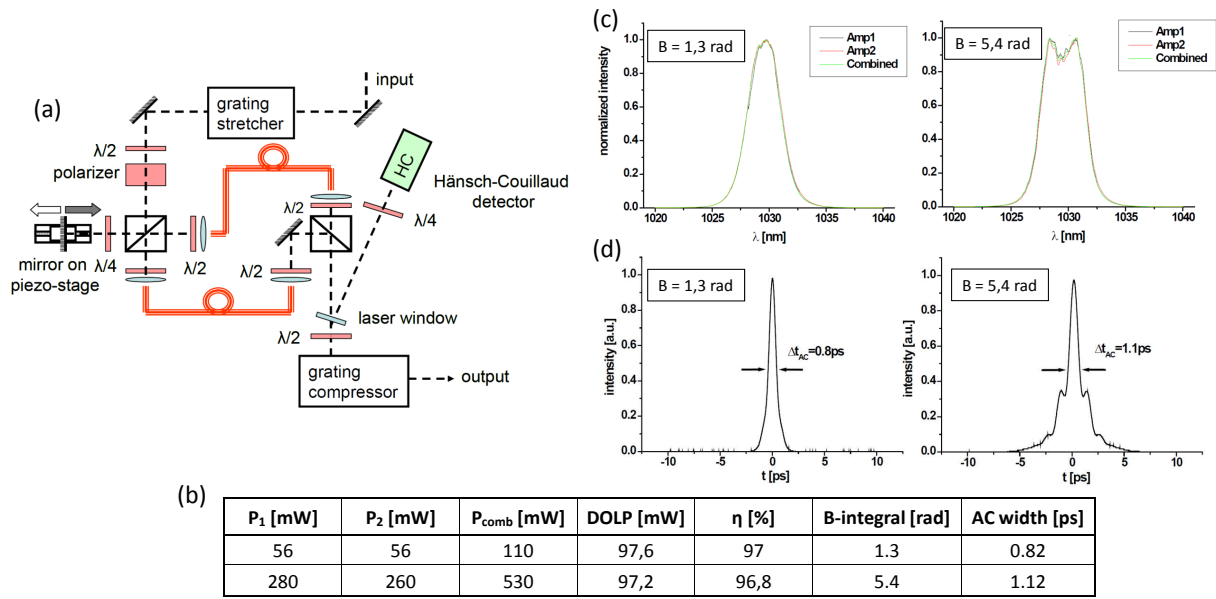 (a)
input
grating
stretcher
λ/2
polarizer
HC
Hänsch-Couillaud
detector
λ/2
λ/4
mirror on
piezo-stage
λ/4
λ/2
λ/2
laser window
λ/2
grating
compressor
output
(c)
B = 1,3 rad
Amp1
Amp2
Combined
normalized intensity
1.0
0.8
0.6
0.4
0.2
0.0
1020 1025 1030 1035 1040
λ [nm]
B = 5,4 rad
Amp1
Amp2
Combined
1.0
0.8
0.6
0.4
0.2
0.0
1020 1025 1030 1035 1040
λ [nm]
(d)
B = 1,3 rad
Δt_AC=0.8ps
intensity [a.u.]
1.0
0.8
0.6
0.4
0.2
0.0
-10 -5 0 5 10
t [ps]
B = 5,4 rad
Δt_AC=1.1ps
intensity [a.u.]
1.0
0.8
0.6
0.4
0.2
0.0
-10 -5 0 5 10
t [ps]
(b)
P1 [mW] P2 [mW] Pcomb [mW] DOLP [mW] η [%] B-integral [rad] AC width [ps]
56 56 110 97,6 97 1.3 0.82
280 260 530 97,2 96,8 5.4 1.12